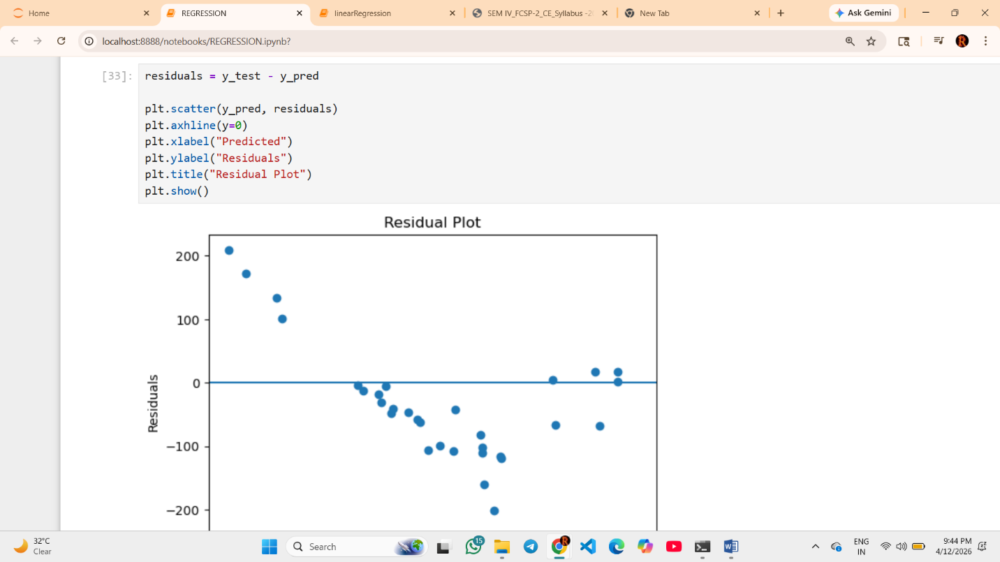 Home
REGRESSION
linearRegression
SEM IV_FCSP-2_CE_Syllabus -2
New Tab
Ask Gemini
localhost:8888/notebooks/REGRESSION.ipynb?
[33]:
residuals = y_test - y_pred
plt.scatter(y_pred, residuals)
plt.axhline(y=0)
plt.xlabel("Predicted")
plt.ylabel("Residuals")
plt.title("Residual Plot")
plt.show()
Residual Plot
200
100
0
−100
−200
Residuals
32°C
Clear
Search
15
ENG
IN
9:44 PM
4/12/2026